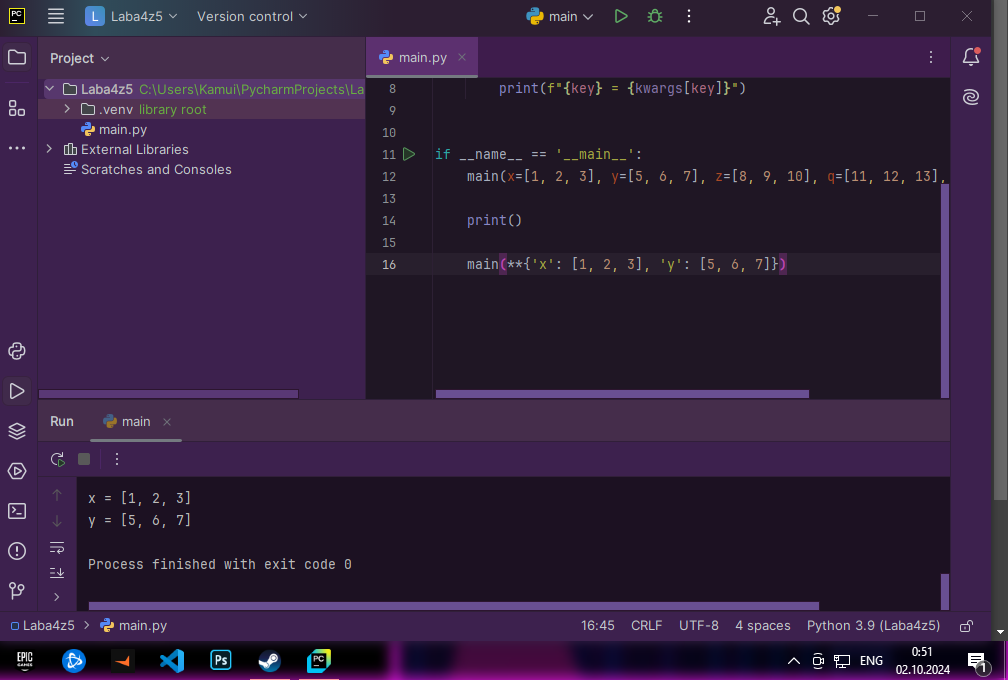 PC
L Laba4z5 Version control main
Project
main.py
Laba4z5 C:\Users\Kamui\PycharmProjects\La
.venv library root
main.py
External Libraries
Scratches and Consoles
8 print(f"{key} = {kwargs[key]}")
9
10
11 if __name__ == '__main__':
12 main(x=[1, 2, 3], y=[5, 6, 7], z=[8, 9, 10], q=[11, 12, 13],
13
14 print()
15
16 main(**{'x': [1, 2, 3], 'y': [5, 6, 7]})
Run main
x = [1, 2, 3]
y = [5, 6, 7]
Process finished with exit code 0
Laba4z5 > main.py 16:45 CRLF UTF-8 4 spaces Python 3.9 (Laba4z5)
EPIC GAMES Ps PC ENG 0:51
02.10.2024 1